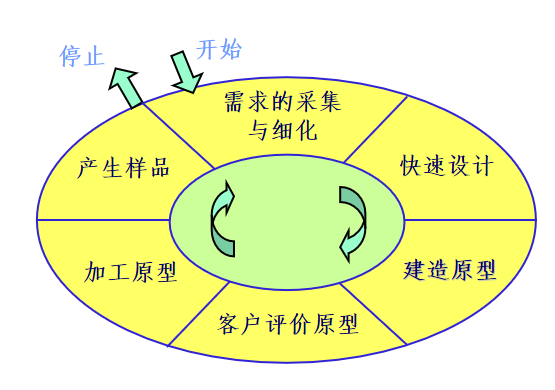 停止
开始
需求的采集
与细化
产生样品
快速设计
加工原型
建造原型
客户评价原型